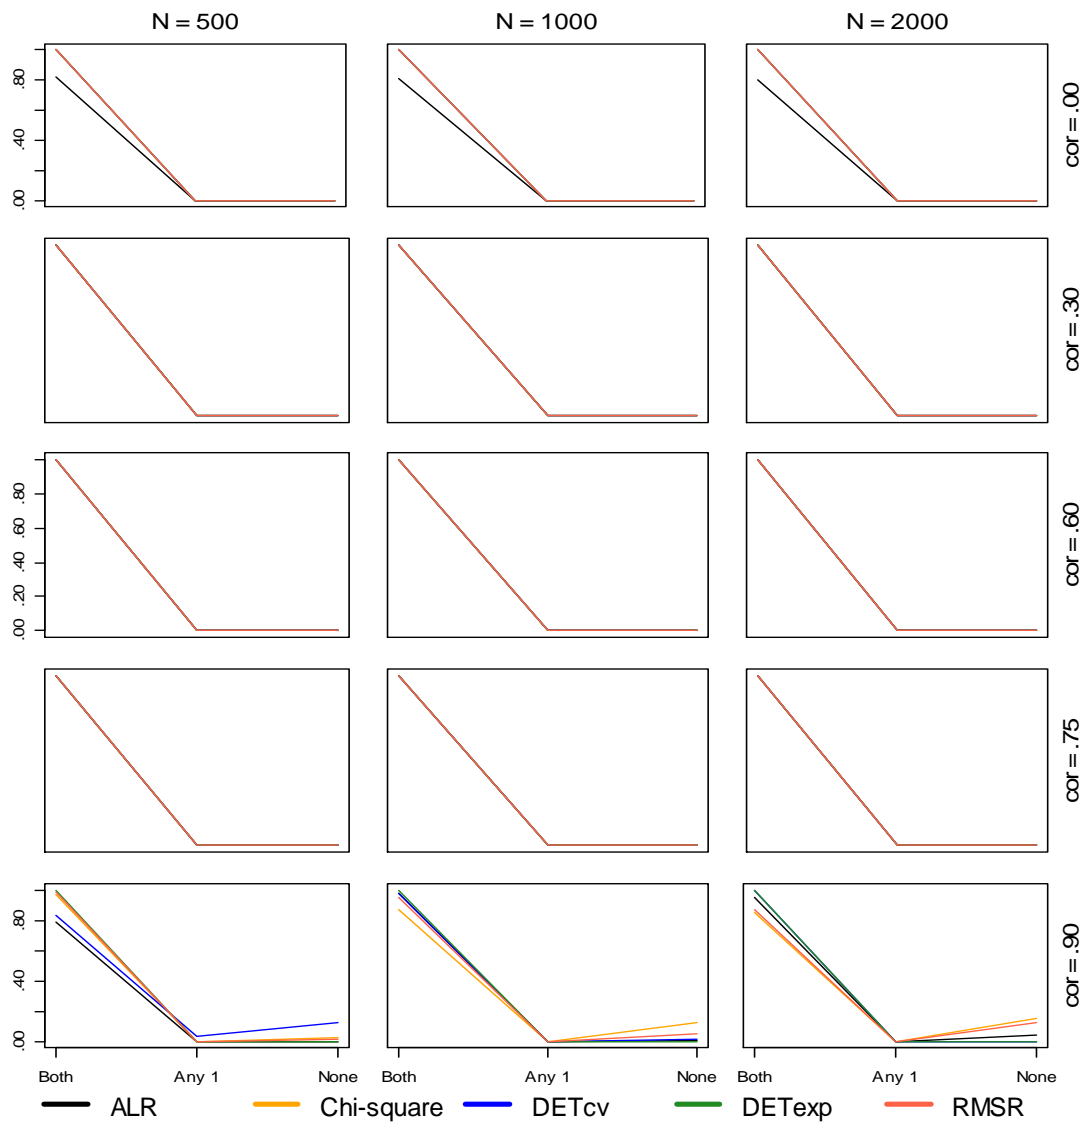 N = 500 N = 1000 N = 2000
.80
.40
.00
cor = .00
cor = .30
.80
.60
.40
.20
.00
cor = .60
cor = .75
.80
.40
.00
cor = .90
Both Any 1 None Both Any 1 None Both Any 1 None
ALR Chi-square DETcv DETexp RMSR